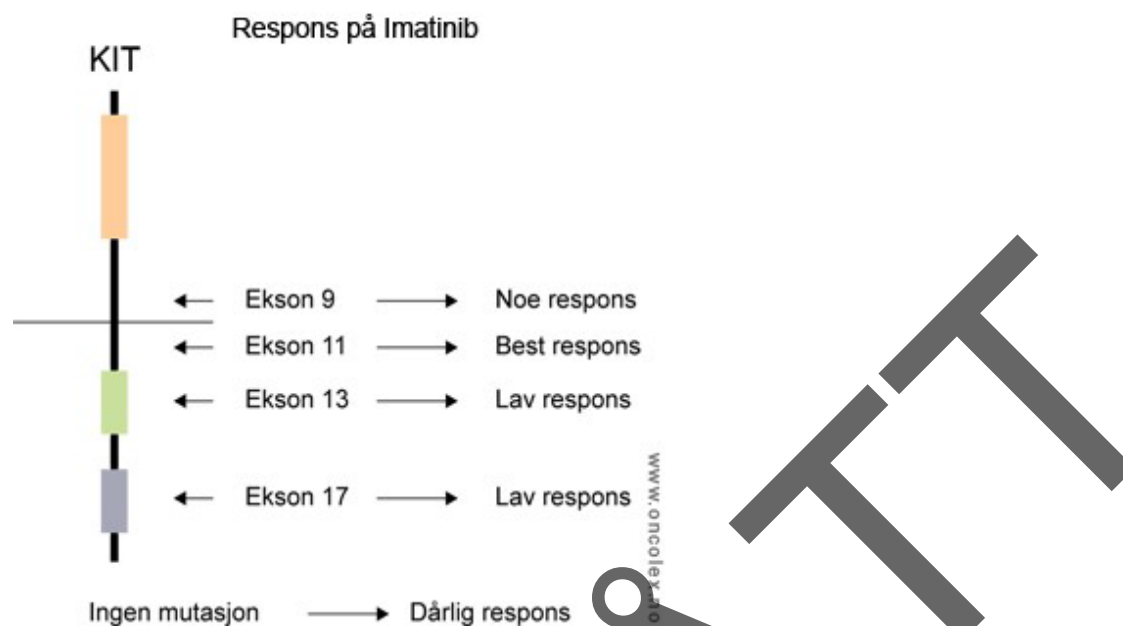 Respons på Imatinib
KIT
Ekson 9 Noe respons
Ekson 11 Best respons
Ekson 13 Lav respons
Ekson 17 Lav respons
www.oncolex.no
Ingen mutasjon Dårlig respons